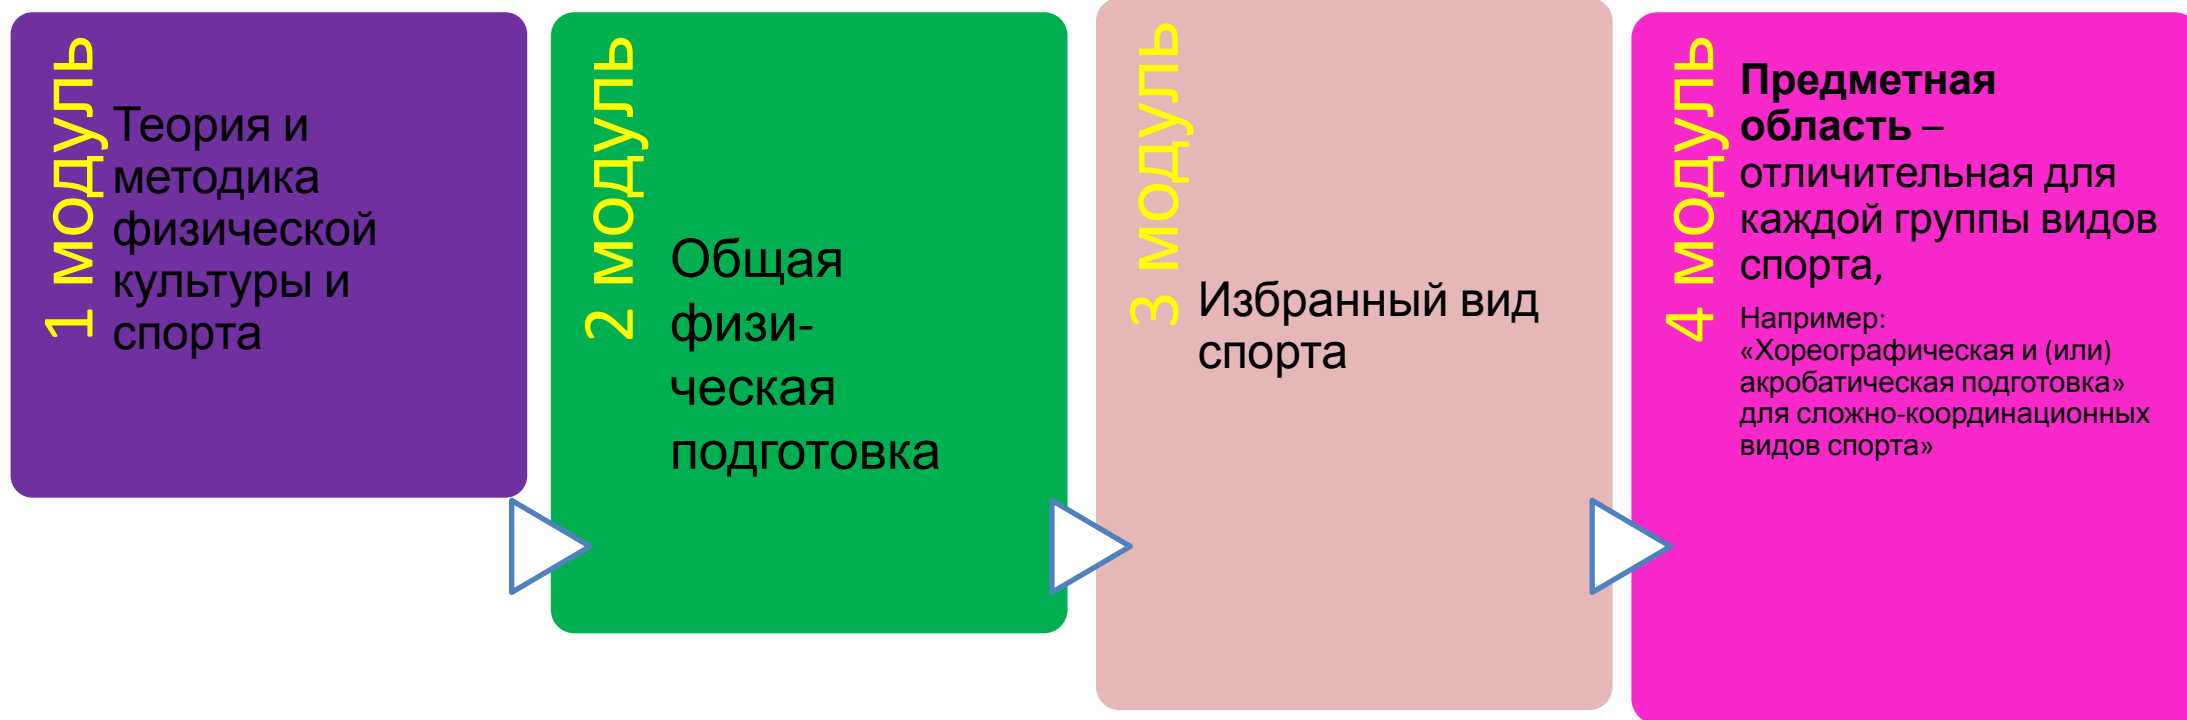 1 модуль
Теория и
методика
физической
культуры и
спорта
2 модуль
Общая
физи-
ческая
подготовка
3 модуль
Избранный вид
спорта
4 модуль
Предметная
область –
отличительная для
каждой группы видов
спорта,
Например:
«Хореографическая и (или)
акробатическая подготовка»
для сложно-координационных
видов спорта»